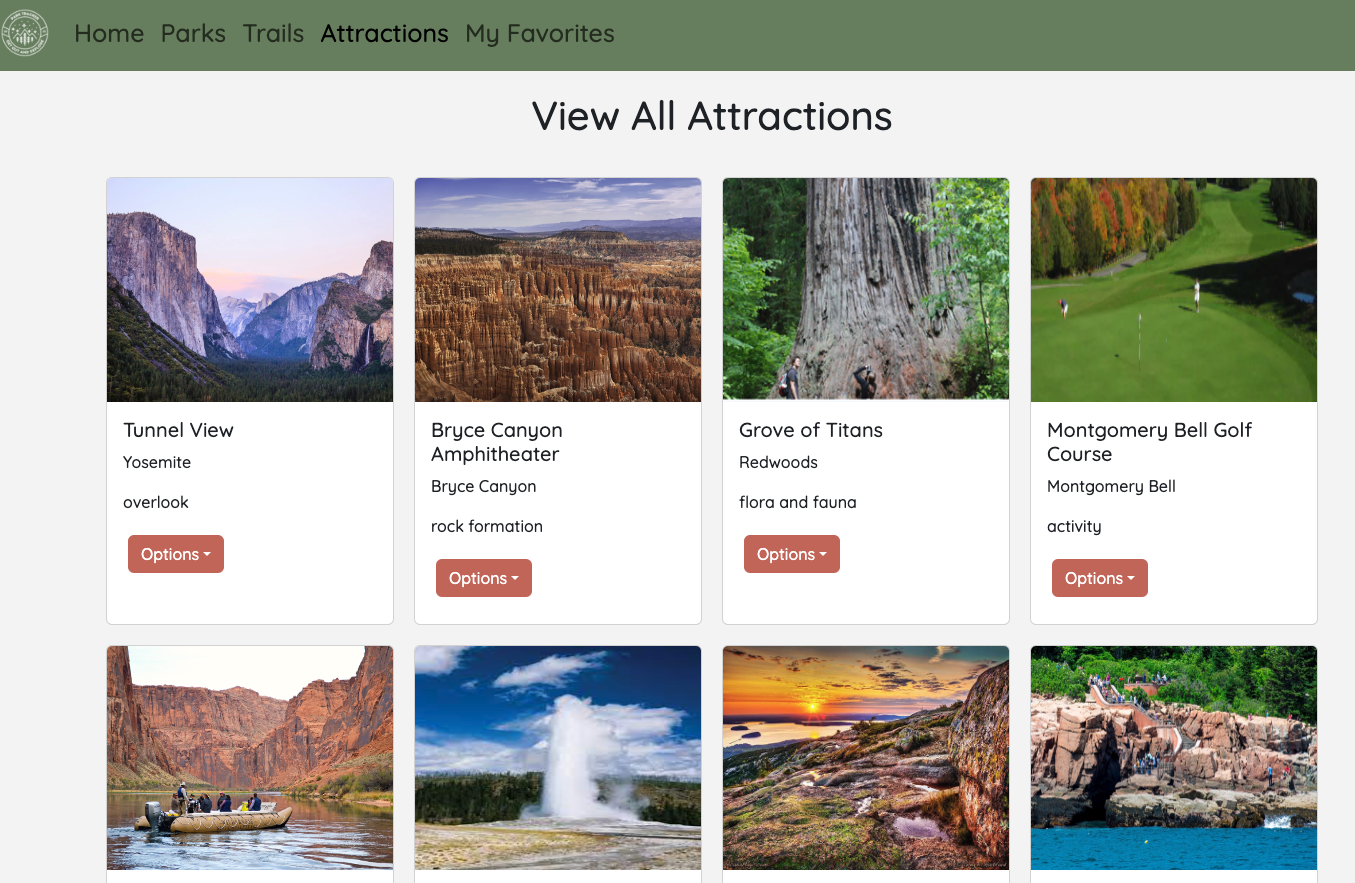 Home Parks Trails Attractions My Favorites
View All Attractions
Tunnel View
Yosemite
overlook
Options
Bryce Canyon
Amphitheater
Bryce Canyon
rock formation
Options
Grove of Titans
Redwoods
flora and fauna
Options
Montgomery Bell Golf
Course
Montgomery Bell
activity
Options